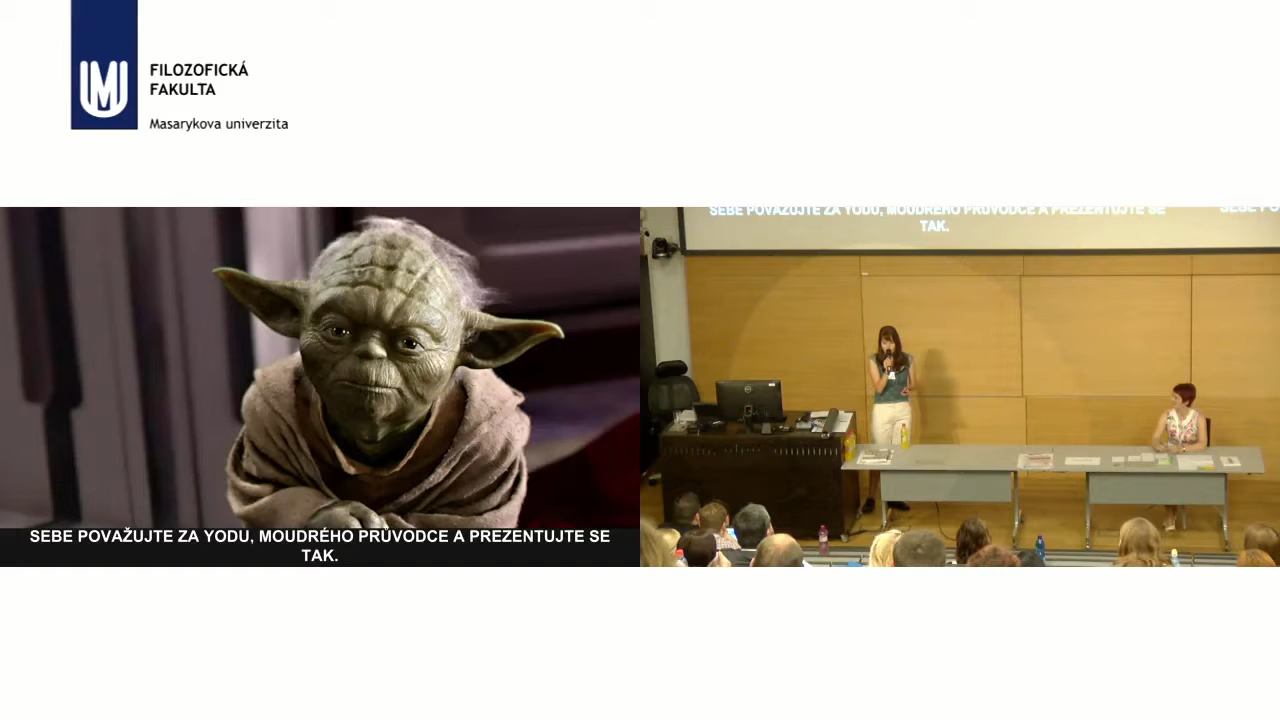 FILOZOFICKÁ
FAKULTA
Masarykova univerzita
SEBE POVAŽUJTE ZA YODU, MOUDRÉHO PRŮVODCE A PREZENTUJTE SE
TAK.
SEBE POVAŽUJTE ZA YODU, MOUDRÉHO PRŮVODCE A PREZENTUJTE SE
TAK.